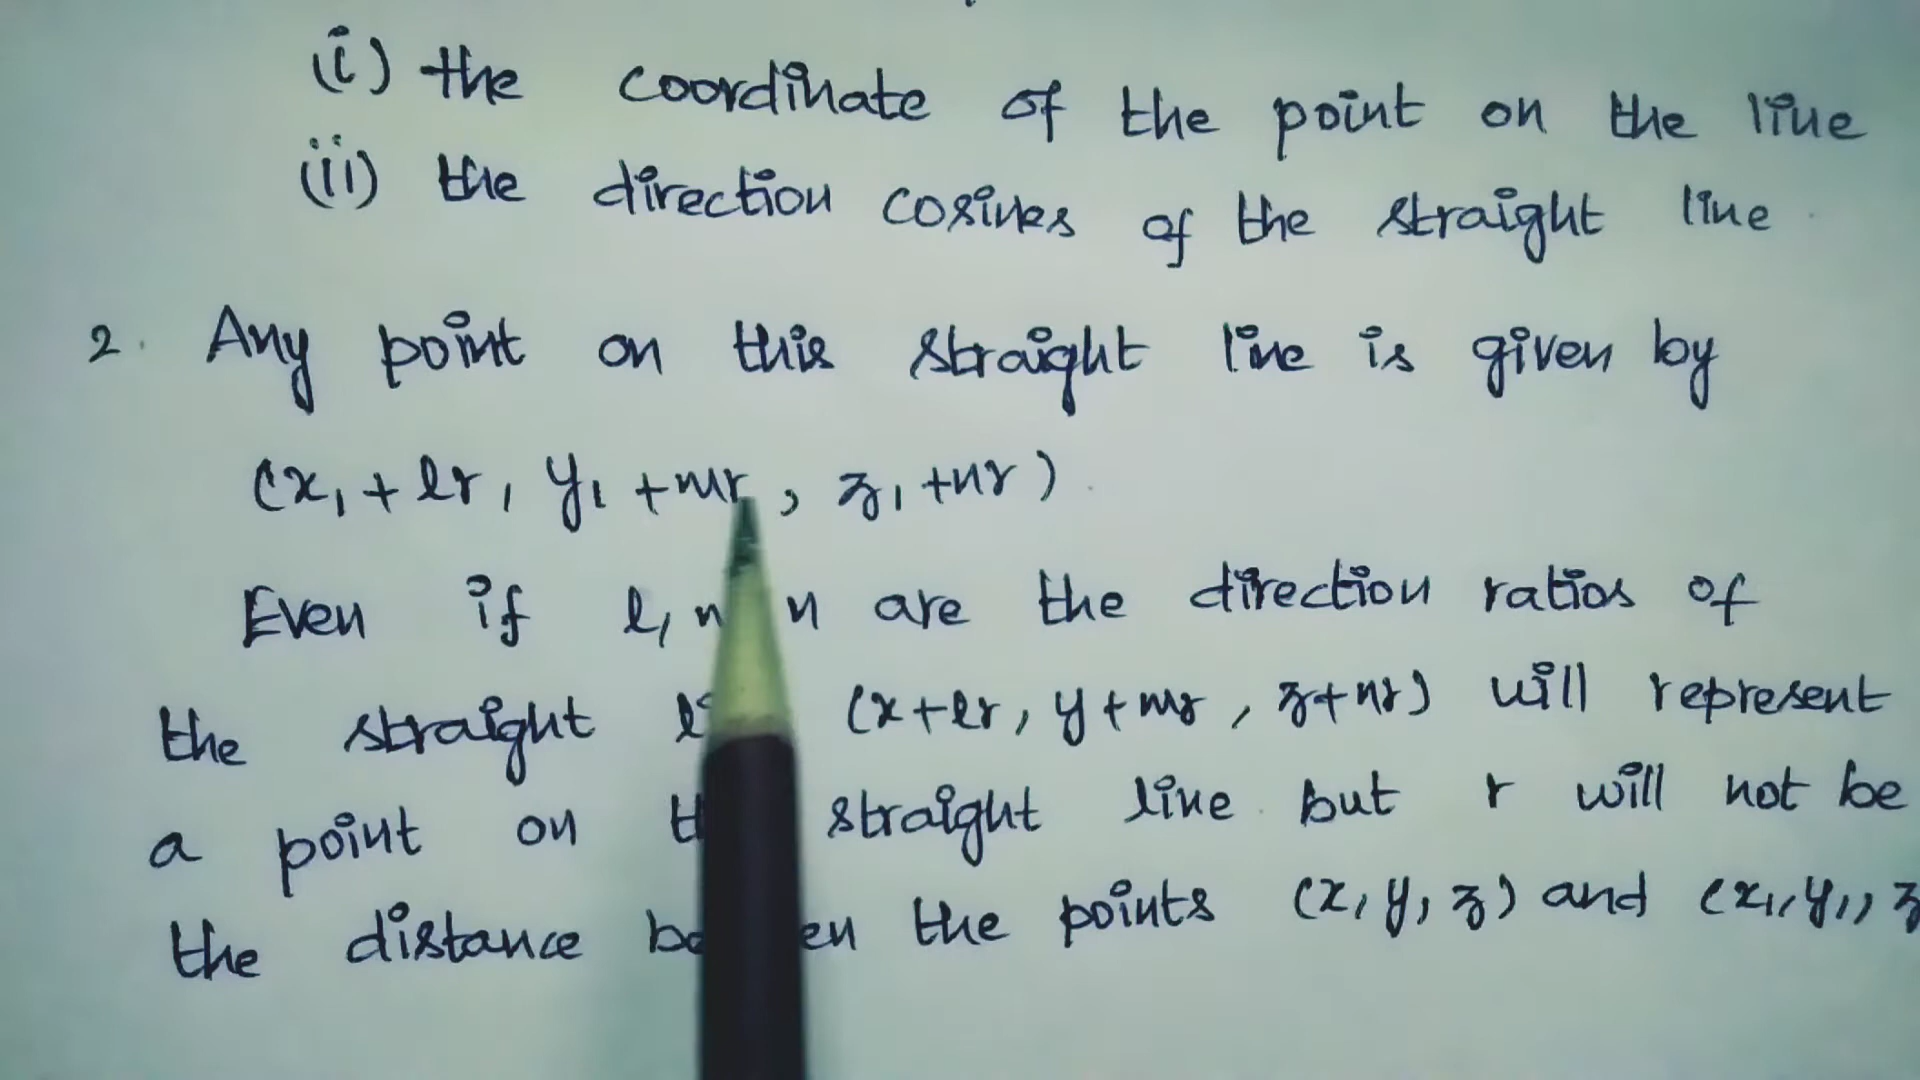 (i) the coordinate of the point on the line
(ii) the direction cosines of the straight line
2. Any point on this straight line is given by
(x₁ + lr, y₁ + mr, z₁ + nr)
Even if l, n are the direction ratios of
the straight (x+lr, y+mr, z+nr) will represent
a point on straight line but r will not be
the distance the points (x, y, z) and (x₁, y₁, z